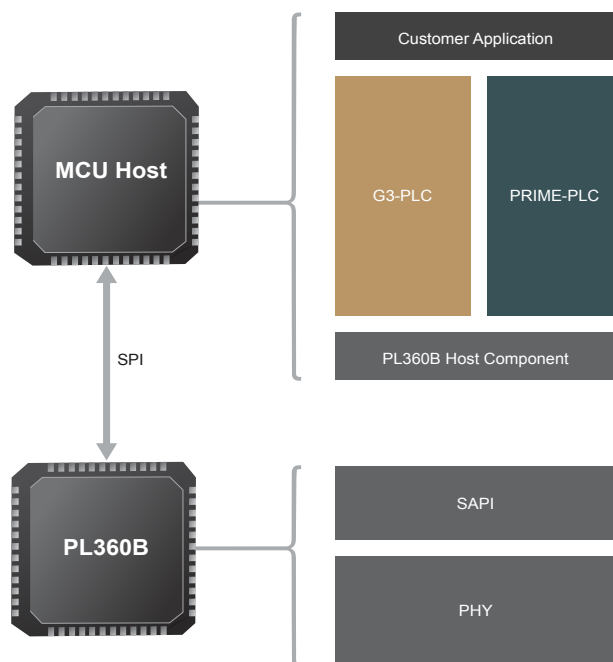 Customer Application
MCU Host
G3-PLC
PRIME-PLC
PL360B Host Component
SPI
PL360B
SAPI
PHY